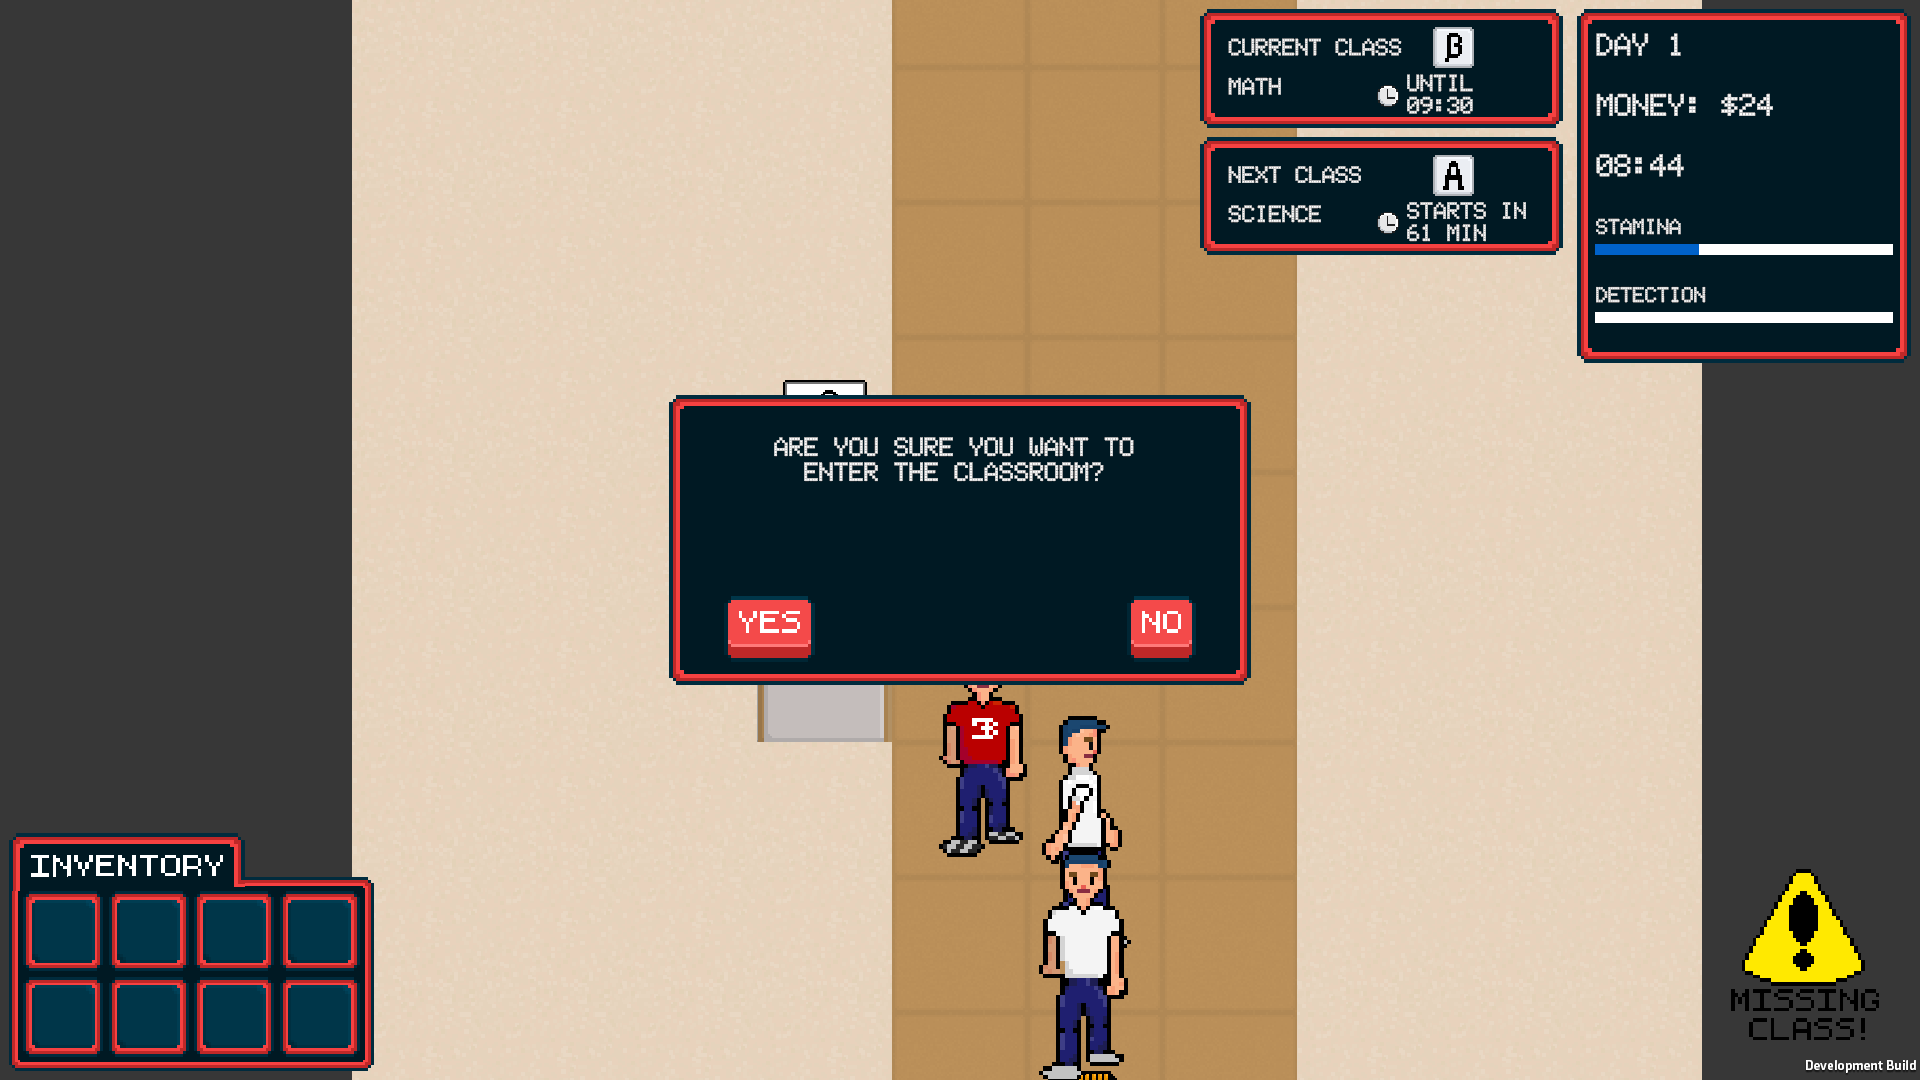 CURRENT CLASS β
MATH
UNTIL
09:30
NEXT CLASS A
SCIENCE
STARTS IN
61 MIN
DAY 1
MONEY: $24
08:44
STAMINA
DETECTION
ARE YOU SURE YOU WANT TO
ENTER THE CLASSROOM?
YES
NO
INVENTORY
MISSING
CLASS!
Development Build